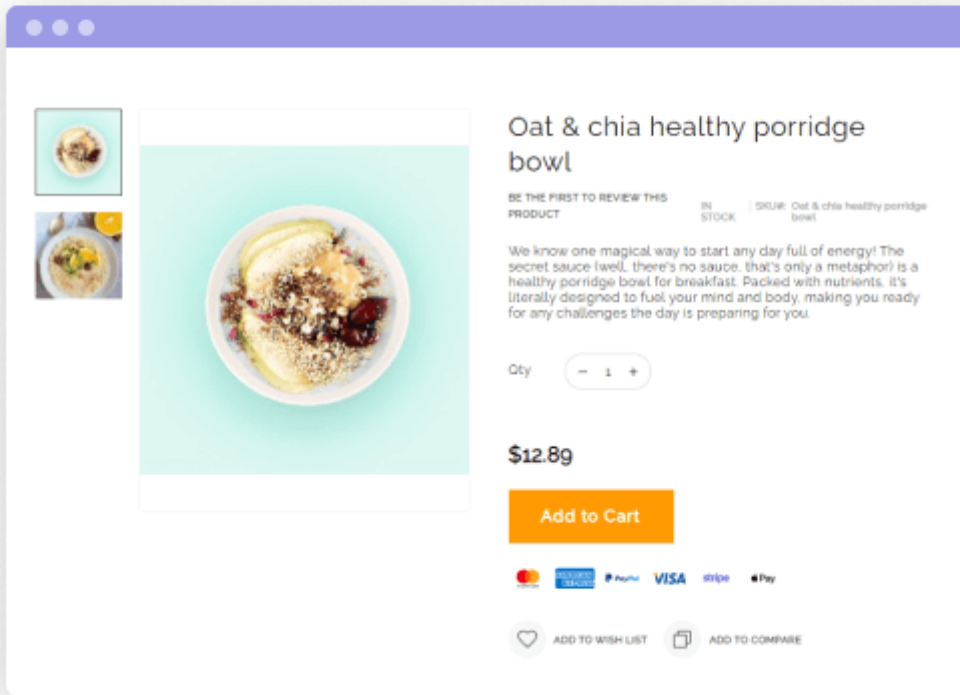 Oat & chia healthy porridge
bowl
BE THE FIRST TO REVIEW THIS
PRODUCT
IN
STOCK
SKU#: Oat & chia healthy porridge
bowl
We know one magical way to start any day full of energy! The
secret sauce (well, there's no sauce, that's only a metaphor) is a
healthy porridge bowl for breakfast. Packed with nutrients, it's
literally designed to fuel your mind and body, making you ready
for any challenges the day is preparing for you.
Qty − 1 +
$12.89
Add to Cart
PayPal VISA stripe Pay
ADD TO WISH LIST ADD TO COMPARE